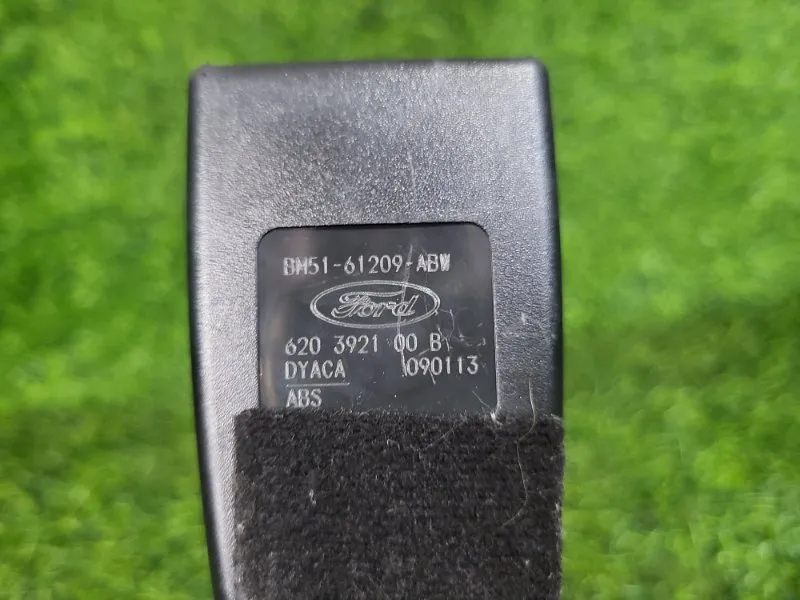 BM51-61209-ABW
Ford
620 3921 00 B
DYACA 090113
ABS